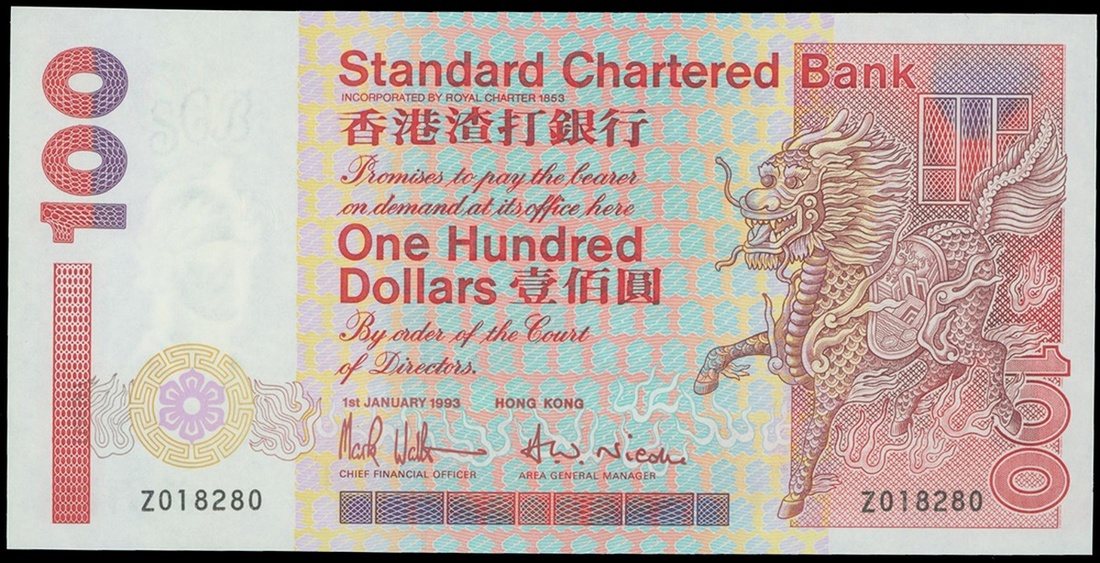 100
Standard Chartered Bank
INCORPORATED BY ROYAL CHARTER 1853
香港渣打銀行
Promises to pay the bearer
on demand at its office here
One Hundred
Dollars 壹佰圓
By order of the Court
of Directors.
1st JANUARY 1993 HONG KONG
CHIEF FINANCIAL OFFICER AREA GENERAL MANAGER
Z018280 Z018280
100